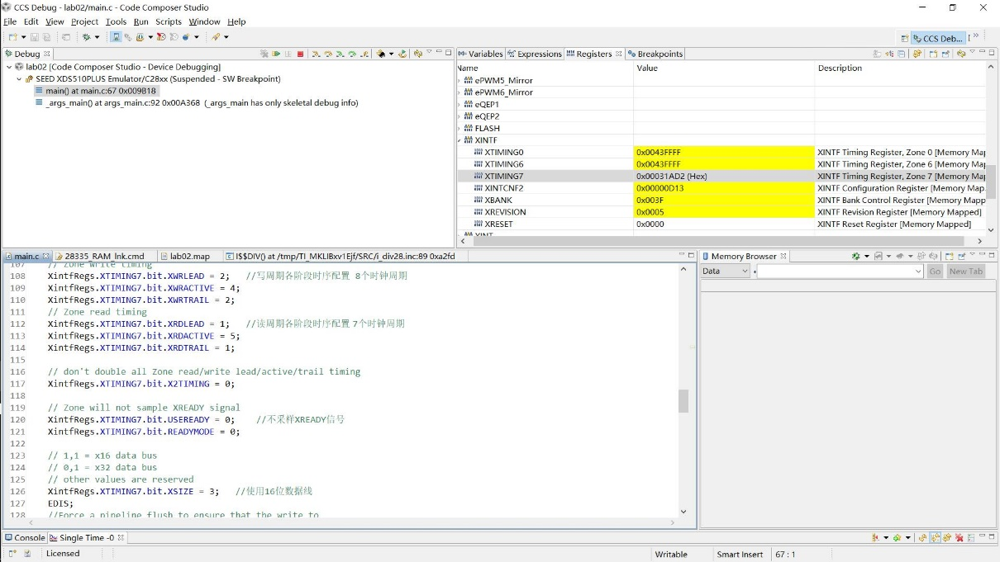 CCS Debug - lab02/main.c - Code Composer Studio
File Edit View Project Tools Run Scripts Window Help
CCS Deb...
Debug
lab02 [Code Composer Studio - Device Debugging]
SEED XDS510PLUS Emulator/C28xx (Suspended - SW Breakpoint)
main() at main.c:67 0x009B18
_args_main() at args_main.c:92 0x00A368 (_args_main has only skeletal debug info)
Variables Expressions Registers Breakpoints
Name Value Description
ePWM5_Mirror
ePWM6_Mirror
eQEP1
eQEP2
FLASH
XINTF
XTIMING0 0x0043FFFF XINTF Timing Register, Zone 0 [Memory Map
XTIMING6 0x0043FFFF XINTF Timing Register, Zone 6 [Memory Map
XTIMING7 0x00031AD2 (Hex) XINTF Timing Register, Zone 7 [Memory Map
XINTCNF2 0x00000D13 XINTF Configuration Register [Memory Map.
XBANK 0x003F XINTF Bank Control Register [Memory Mapp
XREVISION 0x0005 XINTF Revision Register [Memory Mapped]
XRESET 0x0000 XINTF Reset Register [Memory Mapped]
XINT
main.c 28335_RAM_lnk.cmd lab02.map I$$DIV() at /tmp/TI_MKLIBxv1Ejf/SRC/i_div28.inc:89 0xa2fd
107 // Zone write timing
108 XintfRegs.XTIMING7.bit.XWRLEAD = 2; //写周期各阶段时序配置 8个时钟周期
109 XintfRegs.XTIMING7.bit.XWRACTIVE = 4;
110 XintfRegs.XTIMING7.bit.XWRTRAIL = 2;
111 // Zone read timing
112 XintfRegs.XTIMING7.bit.XRDLEAD = 1; //读周期各阶段时序配置 7个时钟周期
113 XintfRegs.XTIMING7.bit.XRDACTIVE = 5;
114 XintfRegs.XTIMING7.bit.XRDTRAIL = 1;
115
116 // don't double all Zone read/write lead/active/trail timing
117 XintfRegs.XTIMING7.bit.X2TIMING = 0;
118
119 // Zone will not sample XREADY signal
120 XintfRegs.XTIMING7.bit.USEREADY = 0; //不采样XREADY信号
121 XintfRegs.XTIMING7.bit.READYMODE = 0;
122
123 // 1,1 = x16 data bus
124 // 0,1 = x32 data bus
125 // other values are reserved
126 XintfRegs.XTIMING7.bit.XSIZE = 3; //使用16位数据线
127 EDIS;
128 //Force a pipeline flush to ensure that the write to
Memory Browser
Data Go New Tab
Console Single Time -0
Licensed Writable Smart Insert 67 : 1